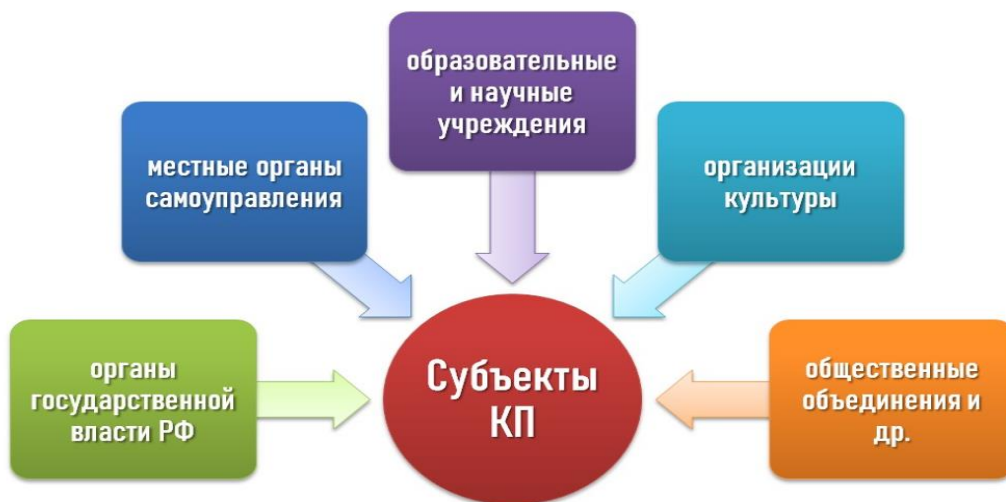 образовательные
и научные
учреждения
местные органы
самоуправления
организации
культуры
органы
государственной
власти РФ
Субъекты
КП
общественные
объединения и
др.